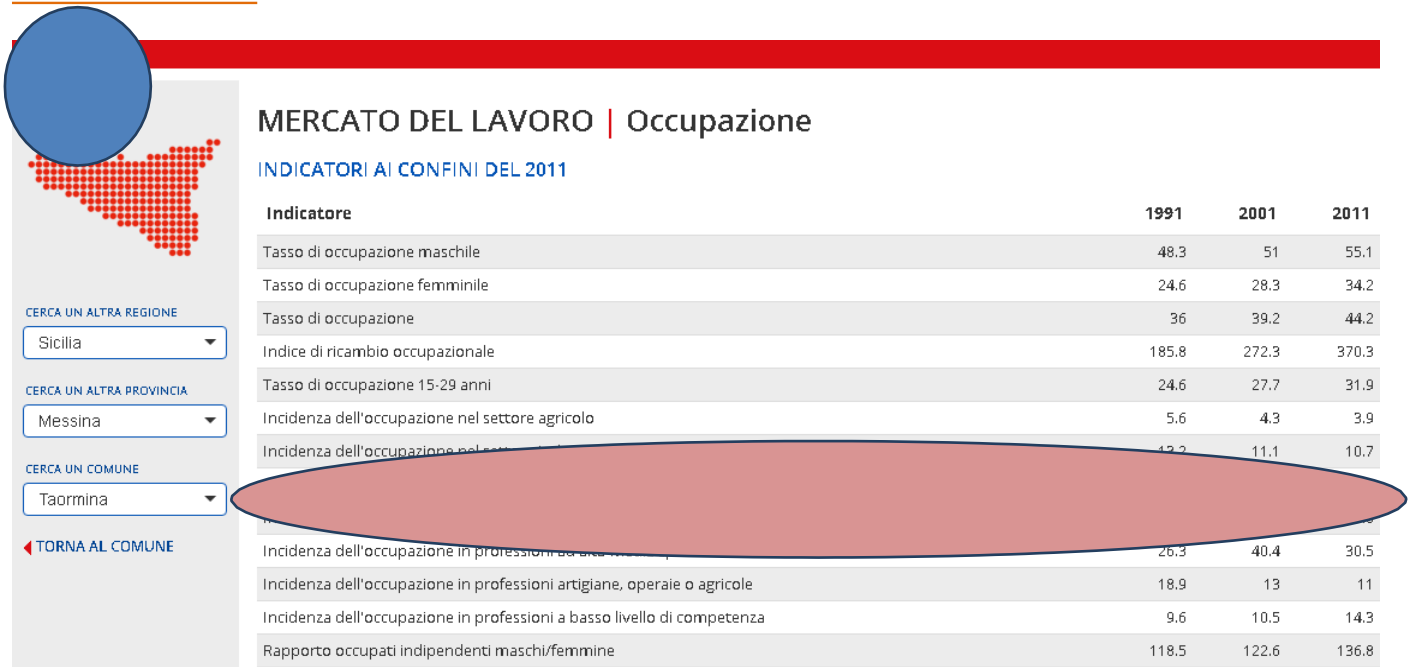 MERCATO DEL LAVORO | Occupazione
INDICATORI AI CONFINI DEL 2011
Indicatore 1991 2001 2011
Tasso di occupazione maschile 48.3 51 55.1
Tasso di occupazione femminile 24.6 28.3 34.2
Tasso di occupazione 36 39.2 44.2
Indice di ricambio occupazionale 185.8 272.3 370.3
Tasso di occupazione 15-29 anni 24.6 27.7 31.9
Incidenza dell'occupazione nel settore agricolo 5.6 4.3 3.9
Incidenza dell'occupazione nel 13.2 11.1 10.7
Incidenza dell'occupazione in professioni 26.3 40.4 30.5
Incidenza dell'occupazione in professioni artigiane, operaie o agricole 18.9 13 11
Incidenza dell'occupazione in professioni a basso livello di competenza 9.6 10.5 14.3
Rapporto occupati indipendenti maschi/femmine 118.5 122.6 136.8
CERCA UN ALTRA REGIONE
Sicilia
CERCA UN ALTRA PROVINCIA
Messina
CERCA UN COMUNE
Taormina
TORNA AL COMUNE